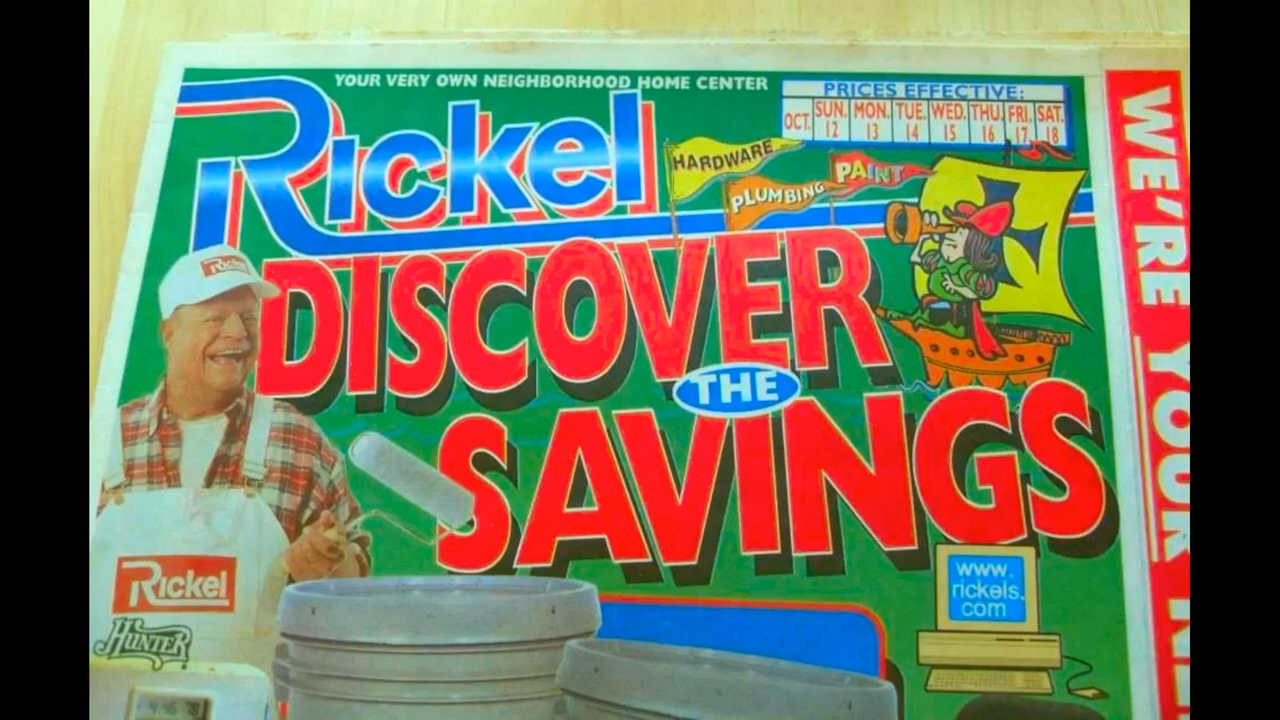 YOUR VERY OWN NEIGHBORHOOD HOME CENTER
Rickel
PRICES EFFECTIVE:
OCT. SUN. 12 MON. 13 TUE. 14 WED. 15 THU. 16 FRI. 17 SAT. 18
HARDWARE
PLUMBING
PAINT
DISCOVER
THE
SAVINGS
Rickel
Rickel
HUNTER
www.
rickels.
com
WE'RE YOUR